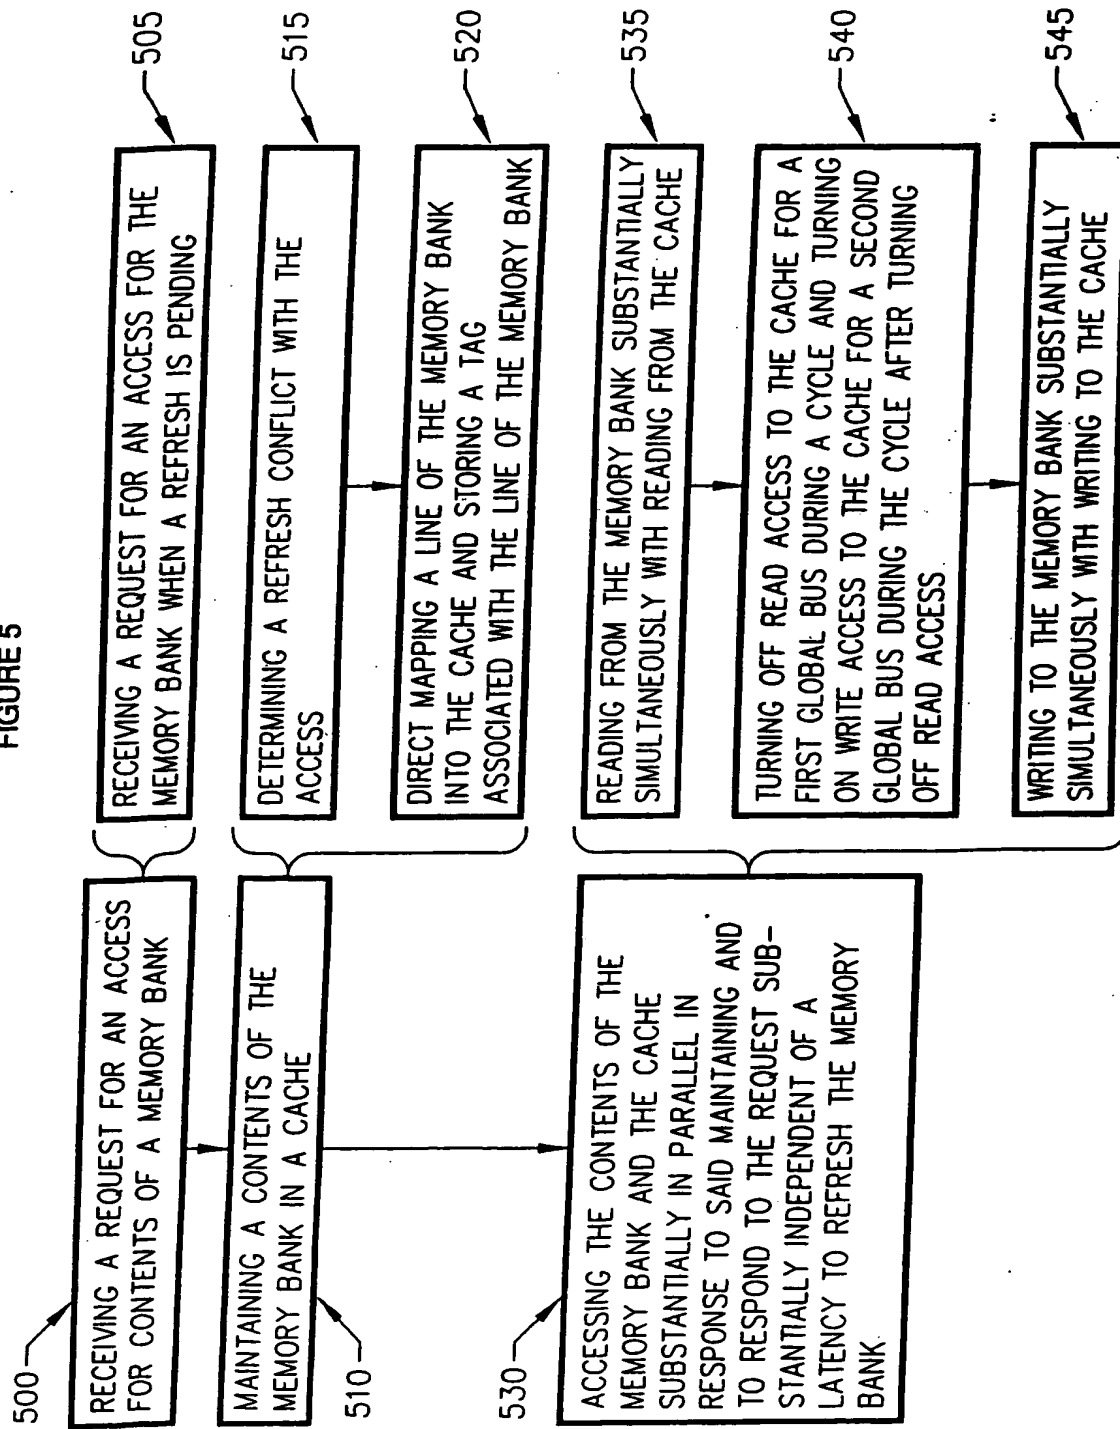 FIGURE 5
500
RECEIVING A REQUEST FOR AN ACCESS
FOR CONTENTS OF A MEMORY BANK
MAINTAINING A CONTENTS OF THE
MEMORY BANK IN A CACHE
510
530
ACCESSING THE CONTENTS OF THE
MEMORY BANK AND THE CACHE
SUBSTANTIALLY IN PARALLEL IN
RESPONSE TO SAID MAINTAINING AND
TO RESPOND TO THE REQUEST SUB-
STANTIALLY INDEPENDENT OF A
LATENCY TO REFRESH THE MEMORY
BANK.
RECEIVING A REQUEST FOR AN ACCESS FOR THE
MEMORY BANK WHEN A REFRESH IS PENDING
505
DETERMINING A REFRESH CONFLICT WITH THE
ACCESS
515
DIRECT MAPPING A LINE OF THE MEMORY BANK
INTO THE CACHE AND STORING A TAG
ASSOCIATED WITH THE LINE OF THE MEMORY BANK
520
READING FROM THE MEMORY BANK SUBSTANTIALLY
SIMULTANEOUSLY WITH READING FROM THE CACHE
535
TURNING OFF READ ACCESS TO THE CACHE FOR A
FIRST GLOBAL BUS DURING A CYCLE AND TURNING
ON WRITE ACCESS TO THE CACHE FOR A SECOND
GLOBAL BUS DURING THE CYCLE AFTER TURNING
OFF READ ACCESS
540
WRITING TO THE MEMORY BANK SUBSTANTIALLY
SIMULTANEOUSLY WITH WRITING TO THE CACHE
545